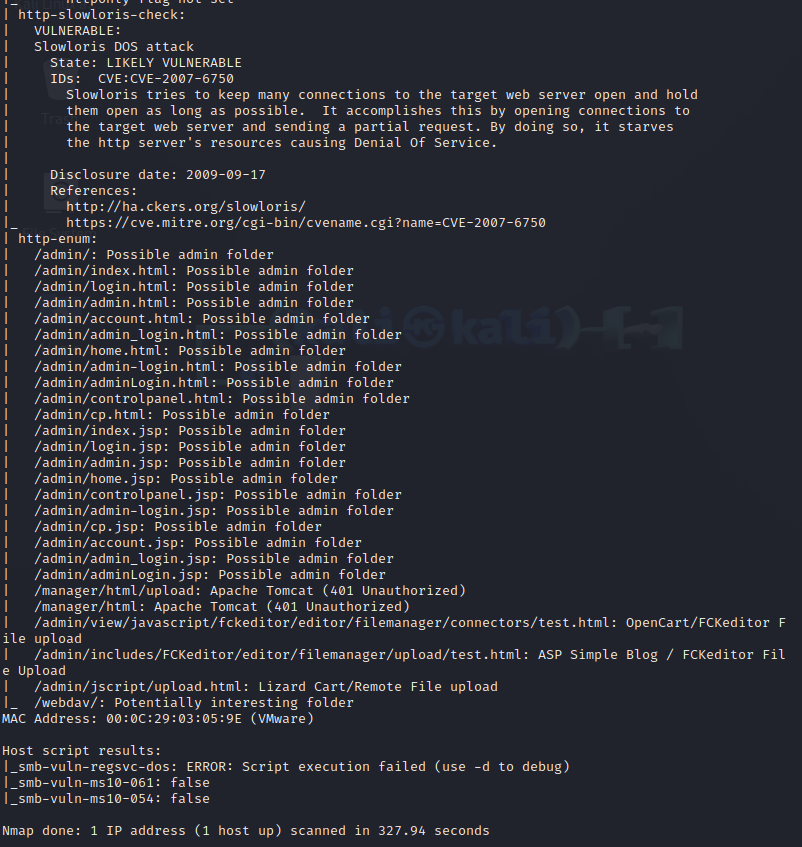 |_      httponly flag not set
| http-slowloris-check:
|   VULNERABLE:
|   Slowloris DOS attack
|     State: LIKELY VULNERABLE
|     IDs:  CVE:CVE-2007-6750
|       Slowloris tries to keep many connections to the target web server open and hold
|       them open as long as possible.  It accomplishes this by opening connections to
|       the target web server and sending a partial request. By doing so, it starves
|       the http server's resources causing Denial Of Service.
|
|     Disclosure date: 2009-09-17
|     References:
|       http://ha.ckers.org/slowloris/
|_      https://cve.mitre.org/cgi-bin/cvename.cgi?name=CVE-2007-6750
| http-enum:
|   /admin/: Possible admin folder
|   /admin/index.html: Possible admin folder
|   /admin/login.html: Possible admin folder
|   /admin/admin.html: Possible admin folder
|   /admin/account.html: Possible admin folder
|   /admin/admin_login.html: Possible admin folder
|   /admin/home.html: Possible admin folder
|   /admin/admin-login.html: Possible admin folder
|   /admin/adminLogin.html: Possible admin folder
|   /admin/controlpanel.html: Possible admin folder
|   /admin/cp.html: Possible admin folder
|   /admin/index.jsp: Possible admin folder
|   /admin/login.jsp: Possible admin folder
|   /admin/admin.jsp: Possible admin folder
|   /admin/home.jsp: Possible admin folder
|   /admin/controlpanel.jsp: Possible admin folder
|   /admin/admin-login.jsp: Possible admin folder
|   /admin/cp.jsp: Possible admin folder
|   /admin/account.jsp: Possible admin folder
|   /admin/admin_login.jsp: Possible admin folder
|   /admin/adminLogin.jsp: Possible admin folder
|   /manager/html/upload: Apache Tomcat (401 Unauthorized)
|   /manager/html: Apache Tomcat (401 Unauthorized)
|   /admin/view/javascript/fckeditor/editor/filemanager/connectors/test.html: OpenCart/FCKeditor F
ile upload
|   /admin/includes/FCKeditor/editor/filemanager/upload/test.html: ASP Simple Blog / FCKeditor Fil
e Upload
|   /admin/jscript/upload.html: Lizard Cart/Remote File upload
|_  /webdav/: Potentially interesting folder
MAC Address: 00:0C:29:03:05:9E (VMware)

Host script results:
|_smb-vuln-regsvc-dos: ERROR: Script execution failed (use -d to debug)
|_smb-vuln-ms10-061: false
|_smb-vuln-ms10-054: false

Nmap done: 1 IP address (1 host up) scanned in 327.94 seconds